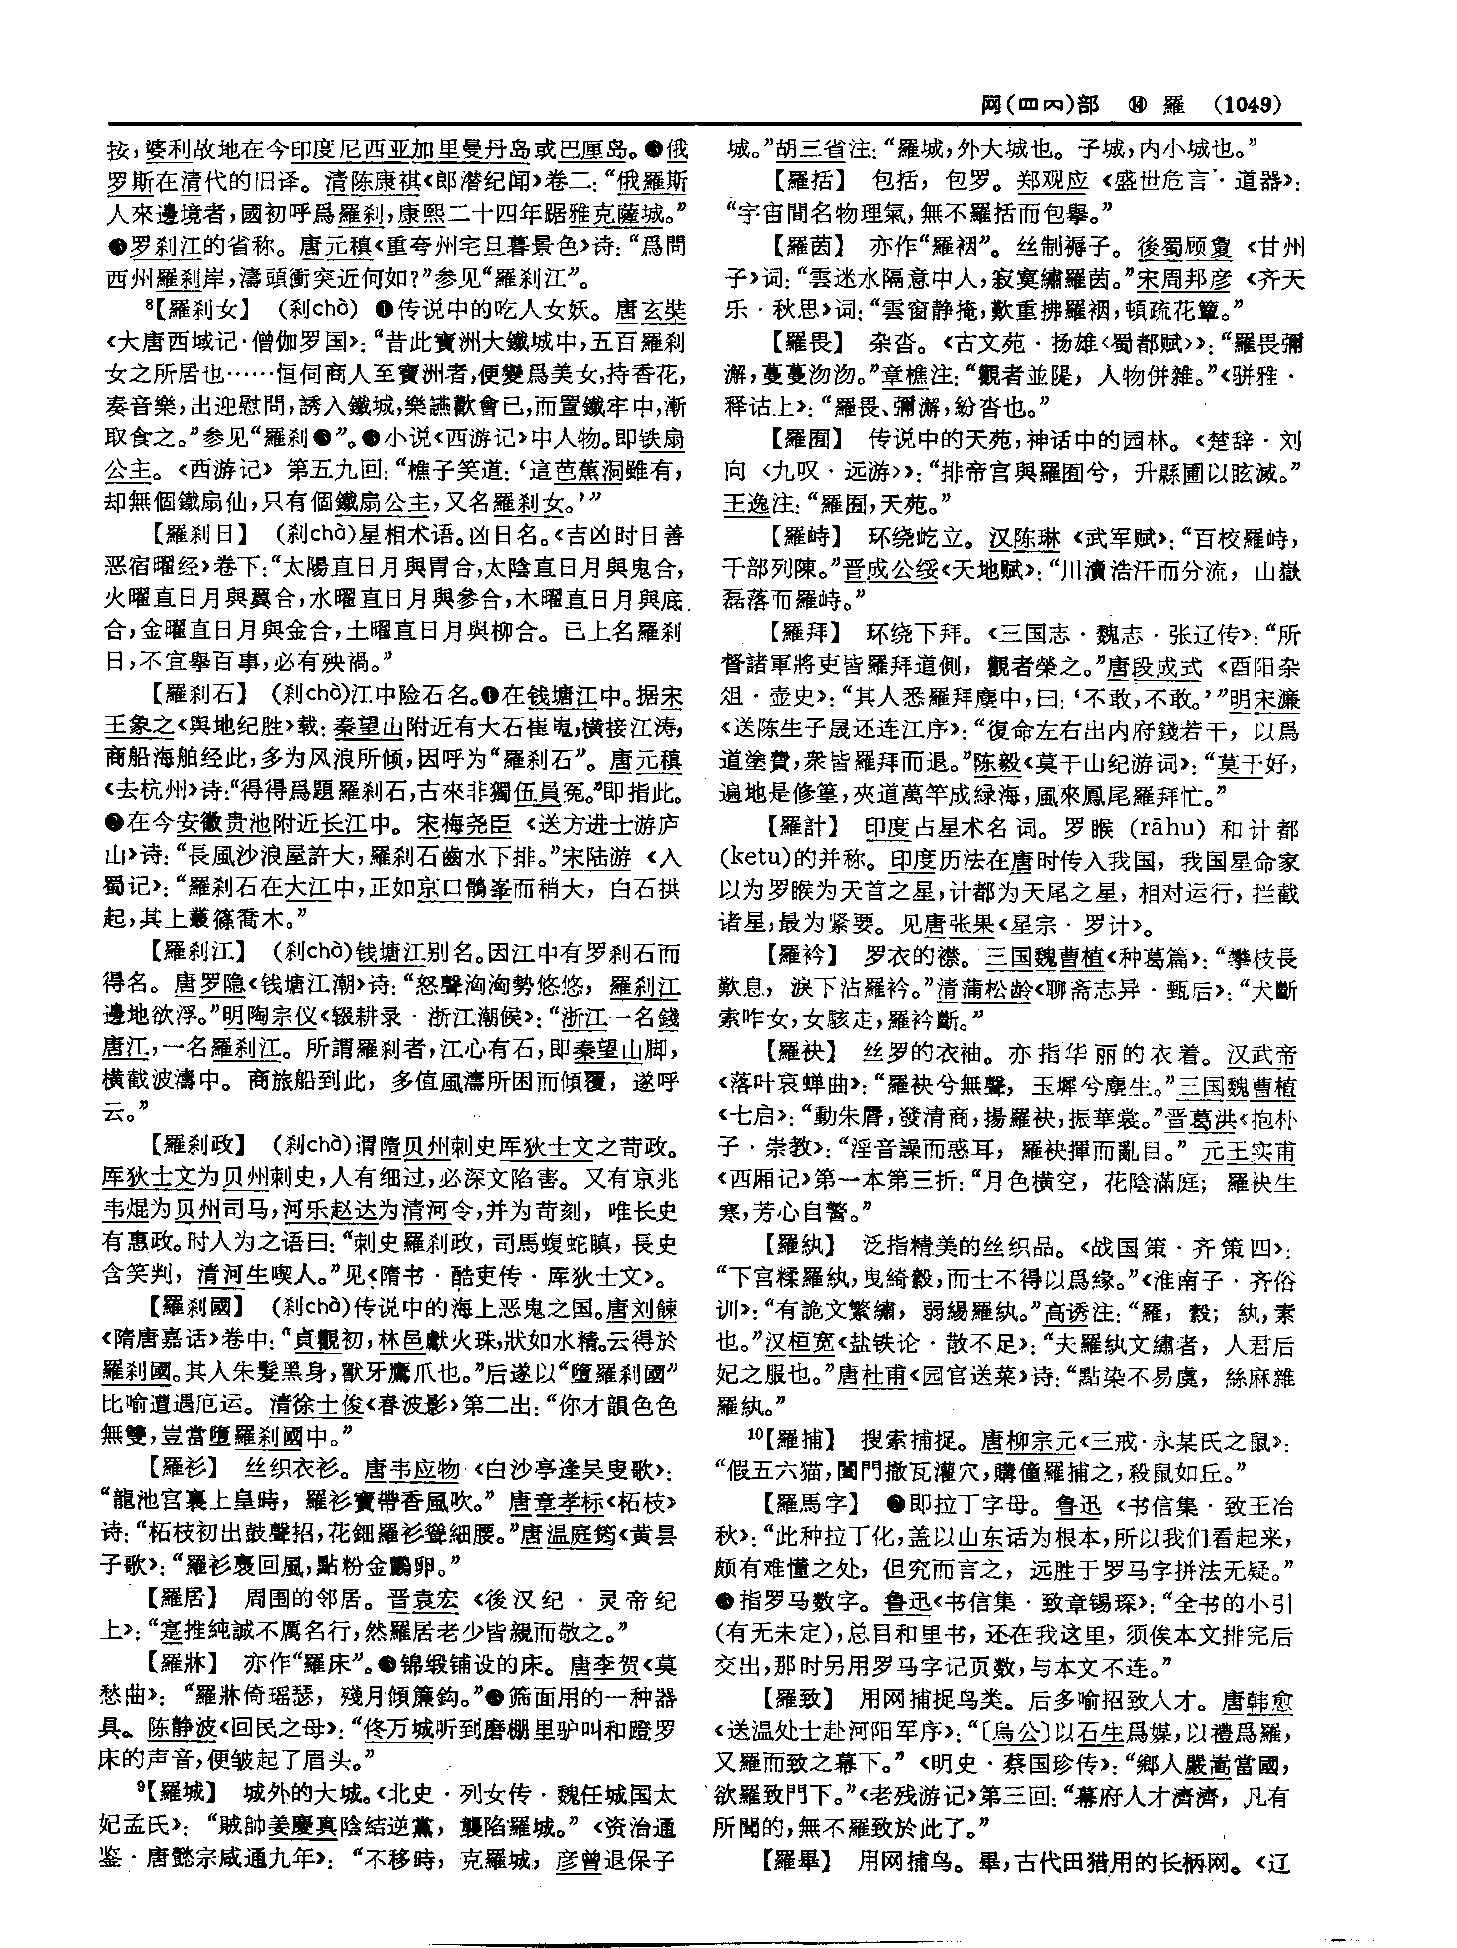 网(罒𦉪)部 ⑭ 羅 (1049)
按,婆利故地在今印度尼西亚加里曼丹岛或巴厘岛。❷俄
罗斯在清代的旧译。清陈康祺《郎潜纪闻》卷二:“俄羅斯
人來邊境者,國初呼爲羅刹,康熙二十四年踞雅克薩城。”
❸罗刹江的省称。唐元稹《重夸州宅旦暮景色》诗:“爲問
西州羅刹岸,濤頭衝突近何如?”参见“羅刹江”。
8【羅刹女】 (刹chà) ❶传说中的吃人女妖。唐玄奘
《大唐西域记·僧伽罗国》:“昔此寳洲大鐵城中,五百羅刹
女之所居也……恒伺商人至寳洲者,便變爲美女,持香花,
奏音樂,出迎慰問,誘入鐵城,樂讌歡會已,而置鐵牢中,漸
取食之。”参见“羅刹❶”。❷小说《西游记》中人物。即铁扇
公主。《西游记》第五九回:“樵子笑道:‘這芭蕉洞雖有,
却無個鐵扇仙,只有個鐵扇公主,又名羅刹女。’”
【羅刹日】 (刹chà)星相术语。凶日名。《吉凶时日善
恶宿曜经》卷下:“太陽直日月與胃合,太陰直日月與鬼合,
火曜直日月與翼合,水曜直日月與參合,木曜直日月與底
合,金曜直日月與金合,土曜直日月與柳合。已上名羅刹
日,不宜擧百事,必有殃禍。”
【羅刹石】 (刹chà)江中险石名。❶在钱塘江中。据宋
王象之《舆地纪胜》载:秦望山附近有大石崔嵬,横接江涛,
商船海舶经此,多为风浪所倾,因呼为“羅刹石”。唐元稹
《去杭州》诗:“得得爲題羅刹石,古來非獨伍員冤。”即指此。
❷在今安徽贵池附近长江中。宋梅尧臣《送方进士游庐
山》诗:“長風沙浪屋許大,羅刹石齒水下排。”宋陆游《入
蜀记》:“羅刹石在大江中,正如京口鶻峯而稍大,白石拱
起,其上叢篠喬木。”
【羅刹江】 (刹chà)钱塘江别名。因江中有罗刹石而
得名。唐罗隐《钱塘江潮》诗:“怒聲洶洶勢悠悠,羅刹江
邊地欲浮。”明陶宗仪《辍耕录·浙江潮候》:“浙江一名錢
唐江,一名羅刹江。所謂羅刹者,江心有石,即秦望山脚,
横截波濤中。商旅船到此,多值風濤所困而傾覆,遂呼
云。”
【羅刹政】 (刹chà)谓隋贝州刺史厍狄士文之苛政。
厍狄士文为贝州刺史,人有细过,必深文陷害。又有京兆
韦焜为贝州司马,河乐赵达为清河令,并为苛刻,唯长史
有惠政。时人为之语曰:“刺史羅刹政,司馬蝮蛇瞋,長史
含笑判,清河生喫人。”见《隋书·酷吏传·厍狄士文》。
【羅刹國】 (刹chà)传说中的海上恶鬼之国。唐刘餗
《隋唐嘉话》卷中:“貞觀初,林邑獻火珠,狀如水精。云得於
羅刹國。其人朱髮黑身,獸牙鷹爪也。”后遂以“墮羅刹國”
比喻遭遇厄运。清徐士俊《春波影》第二出:“你才韻色色
無雙,豈當墮羅刹國中。”
【羅衫】 丝织衣衫。唐韦应物《白沙亭逢吴叟歌》:
“龍池宫裏上皇時,羅衫寶帶香風吹。”唐章孝标《柘枝》
诗:“柘枝初出鼓聲招,花鈿羅衫聳細腰。”唐温庭筠《黄昙
子歌》:“羅衫裊回風,點粉金鸝卵。”
【羅居】 周围的邻居。晋袁宏《後汉纪·灵帝纪
上》:“寔推純誠不厲名行,然羅居老少皆親而敬之。”
【羅牀】 亦作“羅床”。❶锦缎铺设的床。唐李贺《莫
愁曲》:“羅牀倚瑶瑟,殘月傾簾鈎。”❷筛面用的一种器
具。陈静波《回民之母》:“佟万城听到磨棚里驴叫和蹬罗
床的声音,便皱起了眉头。”
9【羅城】 城外的大城。《北史·列女传·魏任城国太
妃孟氏》:“賊帥姜慶真陰結逆黨,襲陷羅城。”《资治通
鉴·唐懿宗咸通九年》:“不移時,克羅城,彦曾退保子
城。”胡三省注:“羅城,外大城也。子城,内小城也。”
【羅括】 包括,包罗。郑观应《盛世危言·道器》:
“宇宙間名物理氣,無不羅括而包擧。”
【羅茵】 亦作“羅裀”。丝制褥子。後蜀顾敻《甘州
子》词:“雲迷水隔意中人,寂寞繡羅茵。”宋周邦彦《齐天
乐·秋思》词:“雲窗静掩,歎重拂羅裀,頓疏花簟。”
【羅畏】 杂沓。《古文苑·扬雄〈蜀都赋〉》:“羅畏彌
澥,蔓蔓沕沕。”章樵注:“觀者並隄,人物併雜。”《骈雅·
释诂上》:“羅畏、彌澥,紛沓也。”
【羅囿】 传说中的天苑,神话中的园林。《楚辞·刘
向〈九叹·远游〉》:“排帝宫與羅囿兮,升縣圃以眩滅。”
王逸注:“羅囿,天苑。”
【羅峙】 环绕屹立。汉陈琳《武军赋》:“百校羅峙,
千部列陳。”晋成公绥《天地赋》:“川瀆浩汗而分流,山嶽
磊落而羅峙。”
【羅拜】 环绕下拜。《三国志·魏志·张辽传》:“所
督諸軍將吏皆羅拜道側,觀者榮之。”唐段成式《酉阳杂
俎·壶史》:“其人悉羅拜塵中,曰:‘不敢,不敢。’”明宋濂
《送陈生子晟还连江序》:“復命左右出内府錢若干,以爲
道塗費,衆皆羅拜而退。”陈毅《莫干山纪游词》:“莫干好,
遍地是修篁,夾道萬竿成緑海,風來鳳尾羅拜忙。”
【羅計】 印度占星术名词。罗睺(rāhu)和计都
(ketu)的并称。印度历法在唐时传入我国,我国星命家
以为罗睺为天首之星,计都为天尾之星,相对运行,拦截
诸星,最为紧要。见唐张果《星宗·罗计》。
【羅衿】 罗衣的襟。三国魏曹植《种葛篇》:“攀枝長
歎息,淚下沾羅衿。”清蒲松龄《聊斋志异·甄后》:“犬斷
索咋女,女駭走,羅衿斷。”
【羅袂】 丝罗的衣袖。亦指华丽的衣着。汉武帝
《落叶哀蝉曲》:“羅袂兮無聲,玉墀兮塵生。”三国魏曹植
《七启》:“動朱脣,發清商,揚羅袂,振華裳。”晋葛洪《抱朴
子·崇教》:“淫音譟而惑耳,羅袂揮而亂目。”元王实甫
《西厢记》第一本第三折:“月色横空,花陰滿庭;羅袂生
寒,芳心自警。”
【羅紈】 泛指精美的丝织品。《战国策·齐策四》:
“下宫糅羅紈,曳綺縠,而士不得以爲緣。”《淮南子·齐俗
训》:“有詭文繁繡,弱緆羅紈。”高诱注:“羅,縠;紈,素
也。”汉桓宽《盐铁论·散不足》:“夫羅紈文繡者,人君后
妃之服也。”唐杜甫《园官送菜》诗:“點染不易虞,絲麻雜
羅紈。”
10【羅捕】 搜索捕捉。唐柳宗元《三戒·永某氏之鼠》:
“假五六猫,闔門撤瓦灌穴,購僮羅捕之,殺鼠如丘。”
【羅馬字】 ❶即拉丁字母。鲁迅《书信集·致王冶
秋》:“此种拉丁化,盖以山东话为根本,所以我们看起来,
颇有难懂之处,但究而言之,远胜于罗马字拼法无疑。”
❷指罗马数字。鲁迅《书信集·致章锡琛》:“全书的小引
(有无未定),总目和里书,还在我这里,须俟本文排完后
交出,那时另用罗马字记页数,与本文不连。”
【羅致】 用网捕捉鸟类。后多喻招致人才。唐韩愈
《送温处士赴河阳军序》:“〔烏公〕以石生爲媒,以禮爲羅,
又羅而致之幕下。”《明史·蔡国珍传》:“鄉人嚴嵩當國,
欲羅致門下。”《老残游记》第三回:“幕府人才濟濟,凡有
所聞的,無不羅致於此了。”
【羅畢】 用网捕鸟。畢,古代田猎用的长柄网。《辽